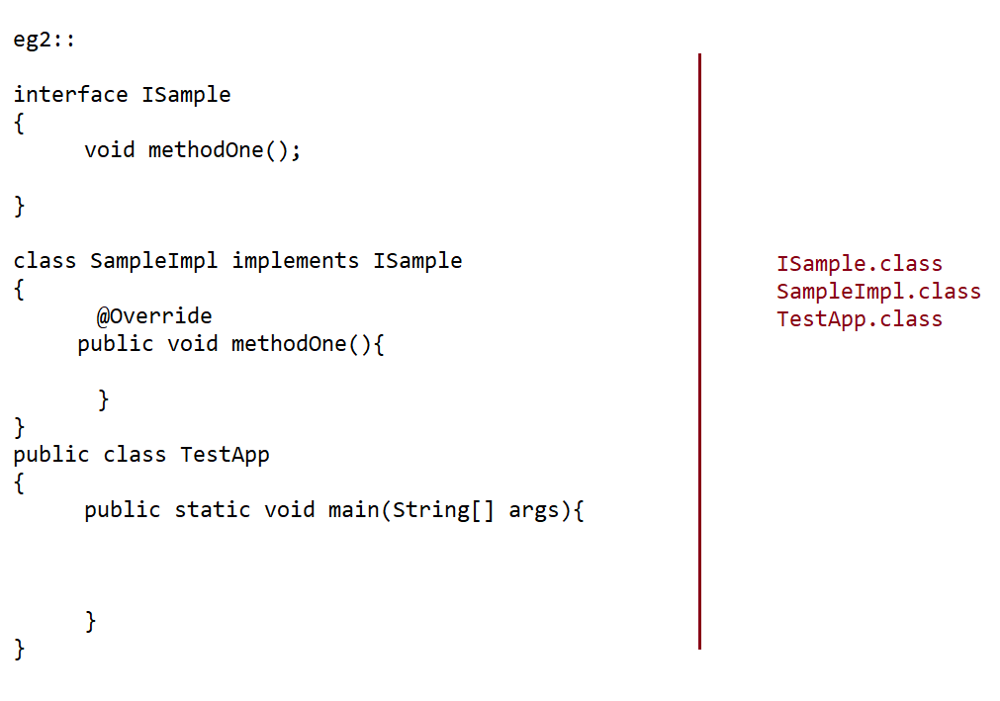 eg2::
interface ISample
{
void methodOne();
}
class SampleImpl implements ISample
{
@Override
public void methodOne(){
}
}
public class TestApp
{
public static void main(String[] args){
}
}
ISample.class
SampleImpl.class
TestApp.class